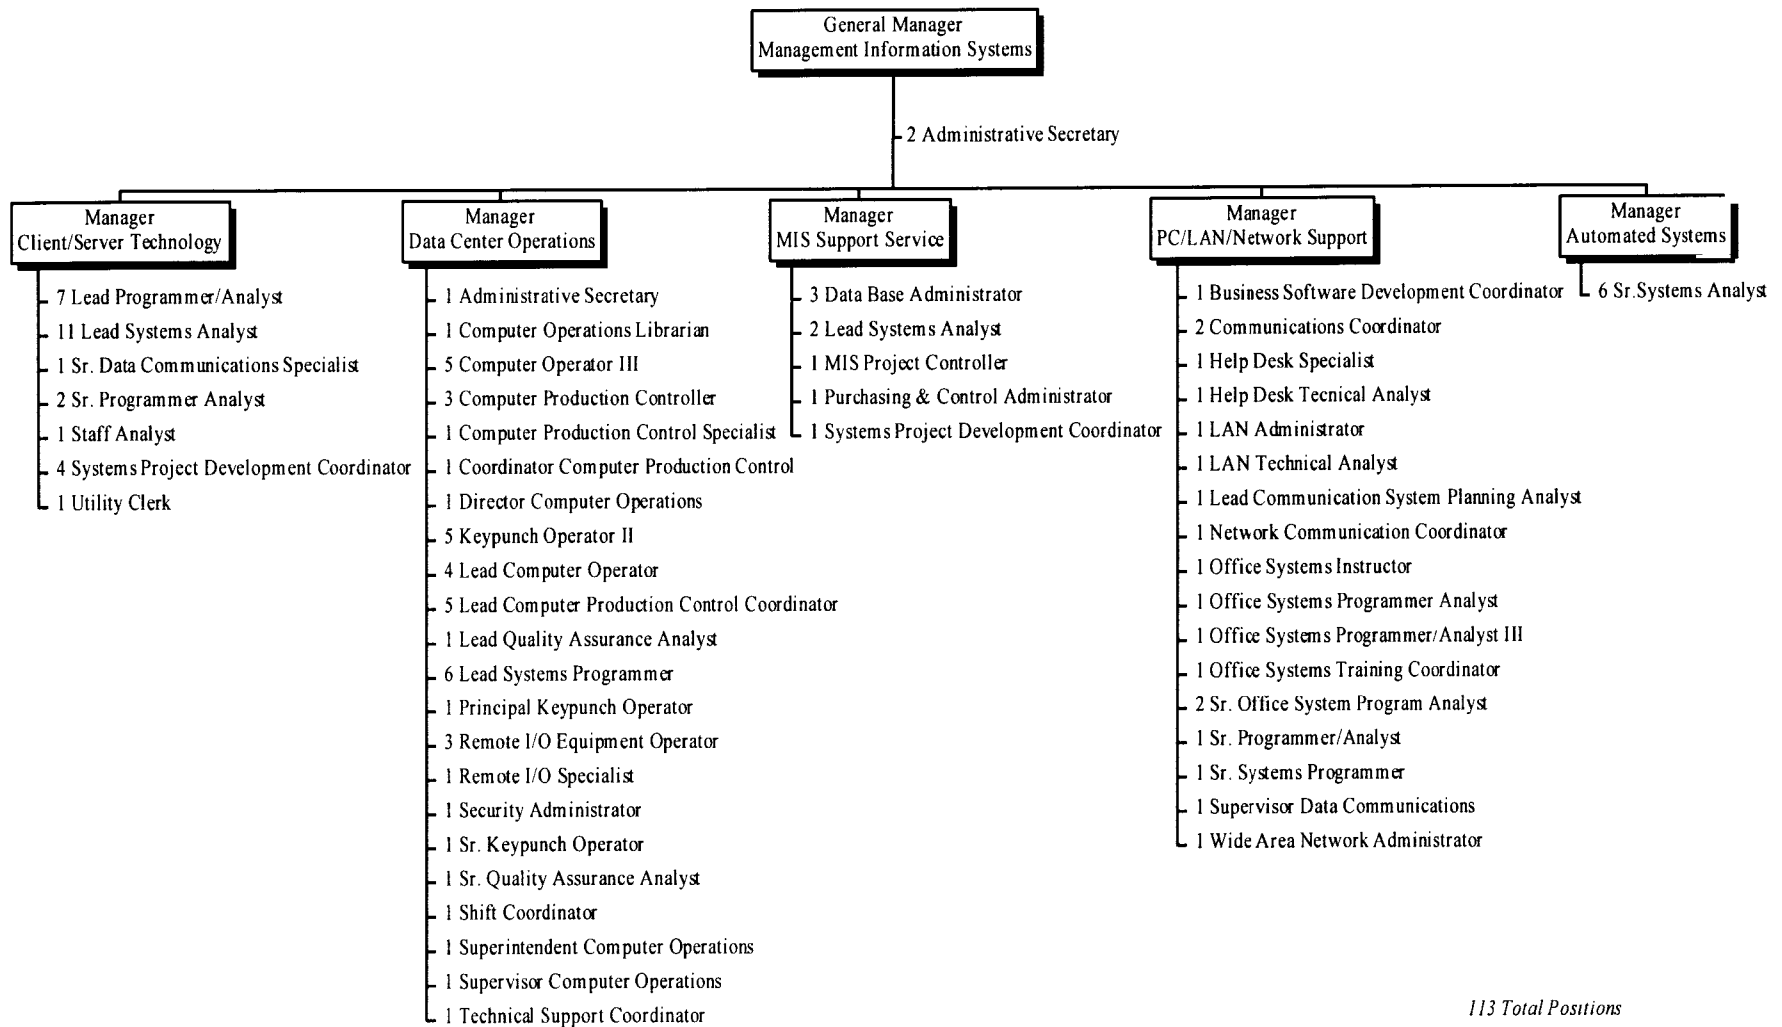 General Manager
Management Information Systems
2 Administrative Secretary
Manager
Client/Server Technology
7 Lead Programmer/Analyst
11 Lead Systems Analyst
1 Sr. Data Communications Specialist
2 Sr. Programmer Analyst
1 Staff Analyst
4 Systems Project Development Coordinator
1 Utility Clerk
Manager
Data Center Operations
1 Administrative Secretary
1 Computer Operations Librarian
5 Computer Operator III
3 Computer Production Controller
1 Computer Production Control Specialist
1 Coordinator Computer Production Control
1 Director Computer Operations
5 Keypunch Operator II
4 Lead Computer Operator
5 Lead Computer Production Control Coordinator
1 Lead Quality Assurance Analyst
6 Lead Systems Programmer
1 Principal Keypunch Operator
3 Remote I/O Equipment Operator
1 Remote I/O Specialist
1 Security Administrator
1 Sr. Keypunch Operator
1 Sr. Quality Assurance Analyst
1 Shift Coordinator
1 Superintendent Computer Operations
1 Supervisor Computer Operations
1 Technical Support Coordinator
Manager
MIS Support Service
3 Data Base Administrator
2 Lead Systems Analyst
1 MIS Project Controller
1 Purchasing & Control Administrator
1 Systems Project Development Coordinator
Manager
PC/LAN/Network Support
1 Business Software Development Coordinator
2 Communications Coordinator
1 Help Desk Specialist
1 Help Desk Tecnical Analyst
1 LAN Administrator
1 LAN Technical Analyst
1 Lead Communication System Planning Analyst
1 Network Communication Coordinator
1 Office Systems Instructor
1 Office Systems Programmer Analyst
1 Office Systems Programmer/Analyst III
1 Office Systems Training Coordinator
2 Sr. Office System Program Analyst
1 Sr. Programmer/Analyst
1 Sr. Systems Programmer
1 Supervisor Data Communications
1 Wide Area Network Administrator
Manager
Automated Systems
6 Sr.Systems Analyst
113 Total Positions